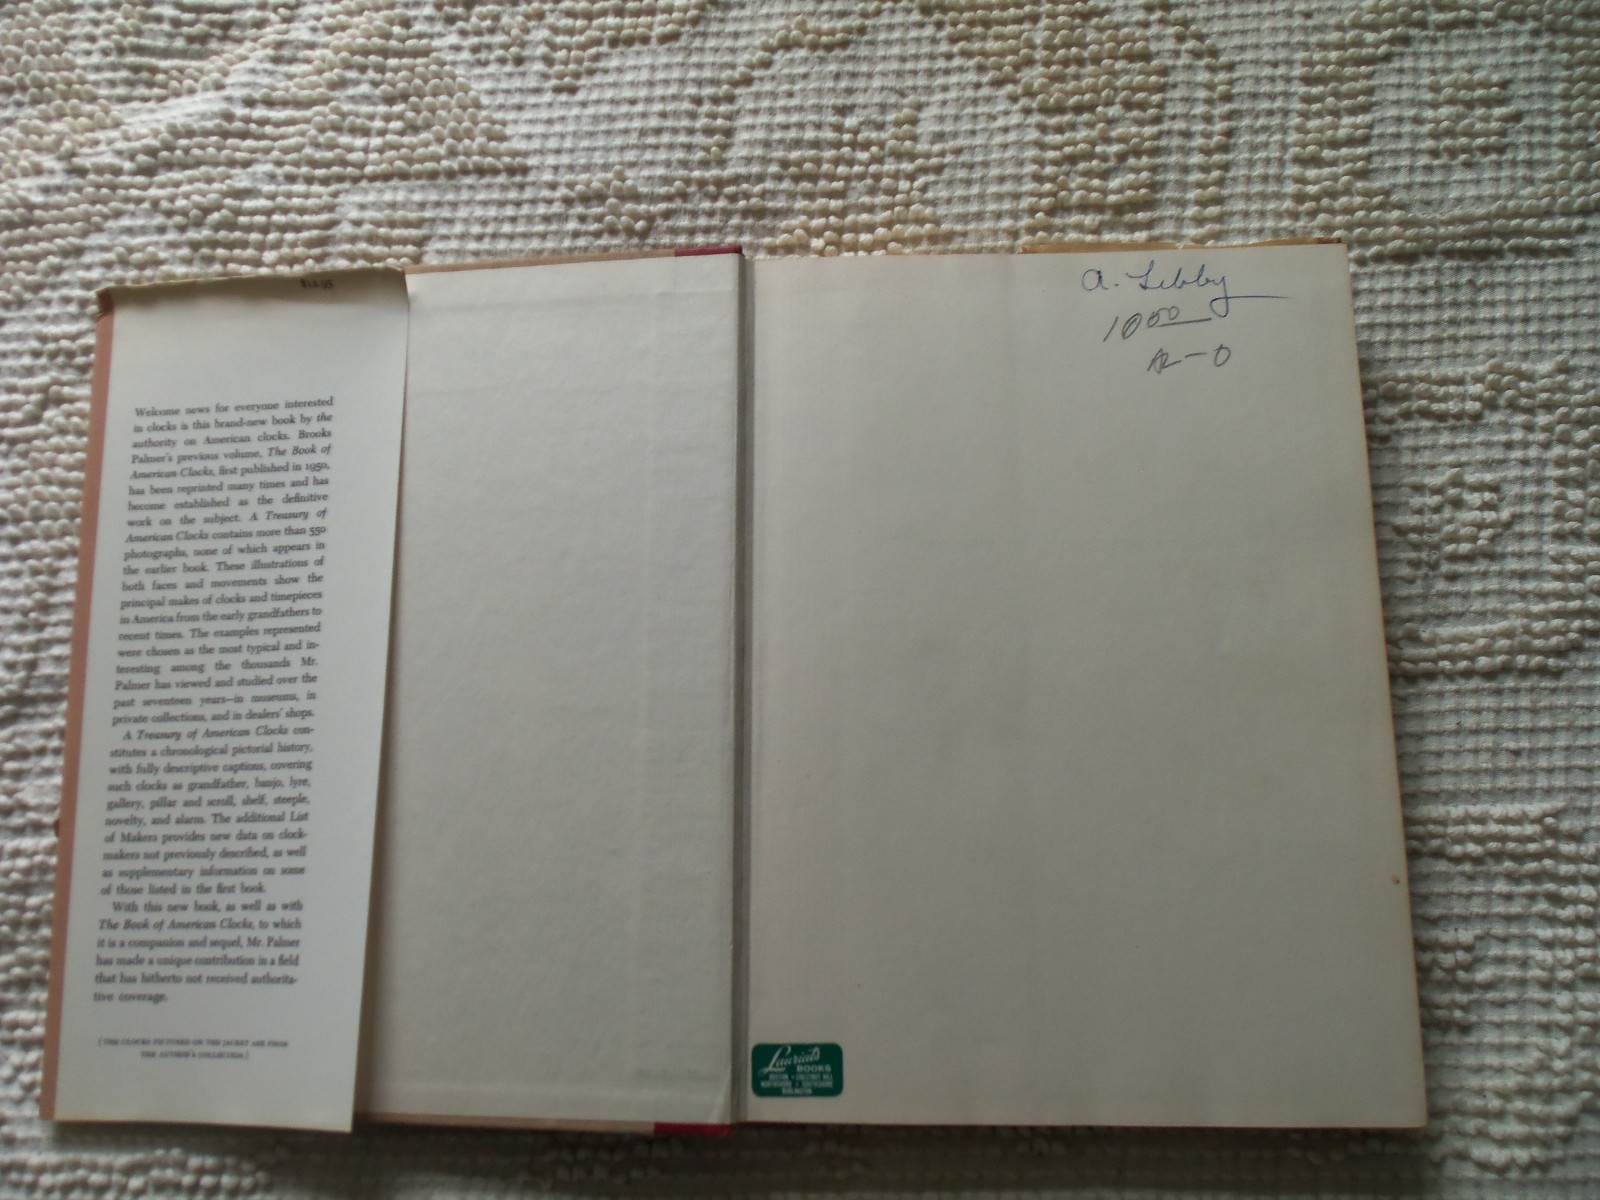 $12.95
Welcome news for everyone interested
in clocks is this brand-new book by the
authority on American clocks. Brooks
Palmer's previous volume, The Book of
American Clocks, first published in 1950,
has been reprinted many times and has
become established as the definitive
work on the subject. A Treasury of
American Clocks contains more than 550
photographs, none of which appears in
the earlier book. These illustrations of
both faces and movements show the
principal makes of clocks and timepieces
in America from the early grandfathers to
recent times. The examples represented
were chosen as the most typical and in-
teresting among the thousands Mr.
Palmer has viewed and studied over the
past seventeen years—in museums, in
private collections, and in dealers' shops.
A Treasury of American Clocks con-
stitutes a chronological pictorial history,
with fully descriptive captions, covering
such clocks as grandfather, banjo, lyre,
gallery, pillar and scroll, shelf, steeple,
novelty, and alarm. The additional List
of Makers provides new data on clock-
makers not previously described, as well
as supplementary information on some
of those listed in the first book.
With this new book, as well as with
The Book of American Clocks, to which
it is a companion and sequel, Mr. Palmer
has made a unique contribution in a field
that has hitherto not received authorita-
tive coverage.
(THE CLOCKS PICTURED ON THE JACKET ARE FROM
THE AUTHOR'S COLLECTION)
A. Libby
10 00
Lauriat's
BOOKS
BOSTON • CHESTNUT HILL
NORTHSHORE • SOUTHSHORE
BURLINGTON